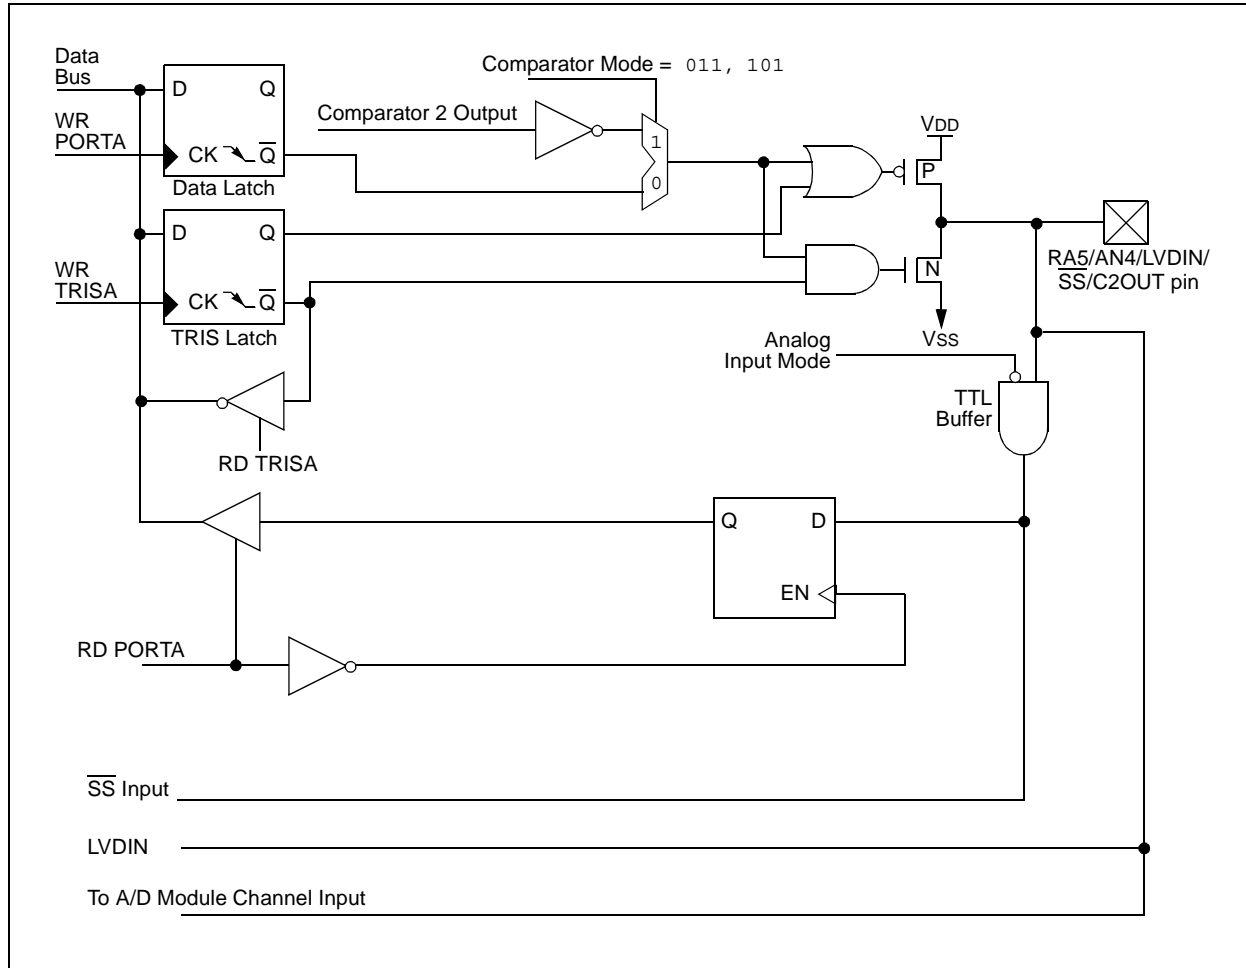 Data
Bus
D
Q
WR
PORTA
CK
Q̅
Data Latch
Comparator Mode = 011, 101
Comparator 2 Output
1
0
VDD
P
D
Q
WR
TRISA
CK
Q̅
TRIS Latch
N
VSS
RA5/AN4/LVDIN/
S̅S̅/C2OUT pin
Analog
Input Mode
TTL
Buffer
RD TRISA
Q
D
EN
RD PORTA
S̅S̅ Input
LVDIN
To A/D Module Channel Input